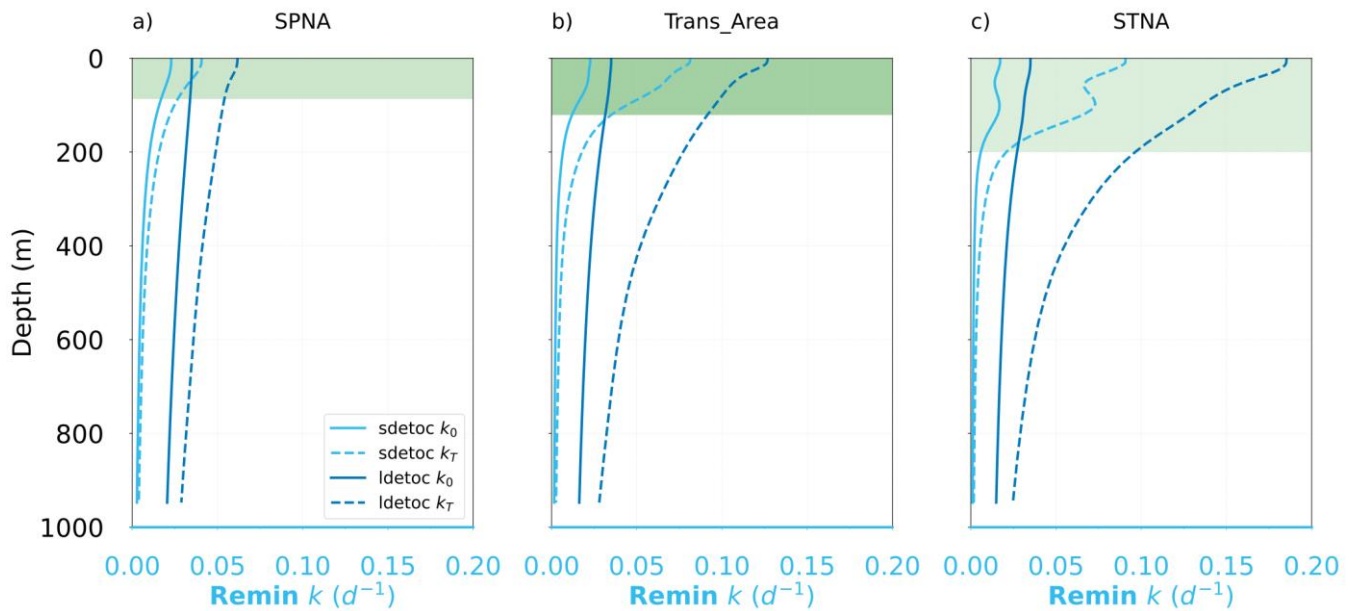 a) SPNA
b) Trans_Area
c) STNA
Depth (m)
0
200
400
600
800
1000
sdetoc k₀
sdetoc k_T
ldetoc k₀
ldetoc k_T
0.00 0.05 0.10 0.15 0.20
0.00 0.05 0.10 0.15 0.20
0.00 0.05 0.10 0.15 0.20
Remin k (d⁻¹)
Remin k (d⁻¹)
Remin k (d⁻¹)